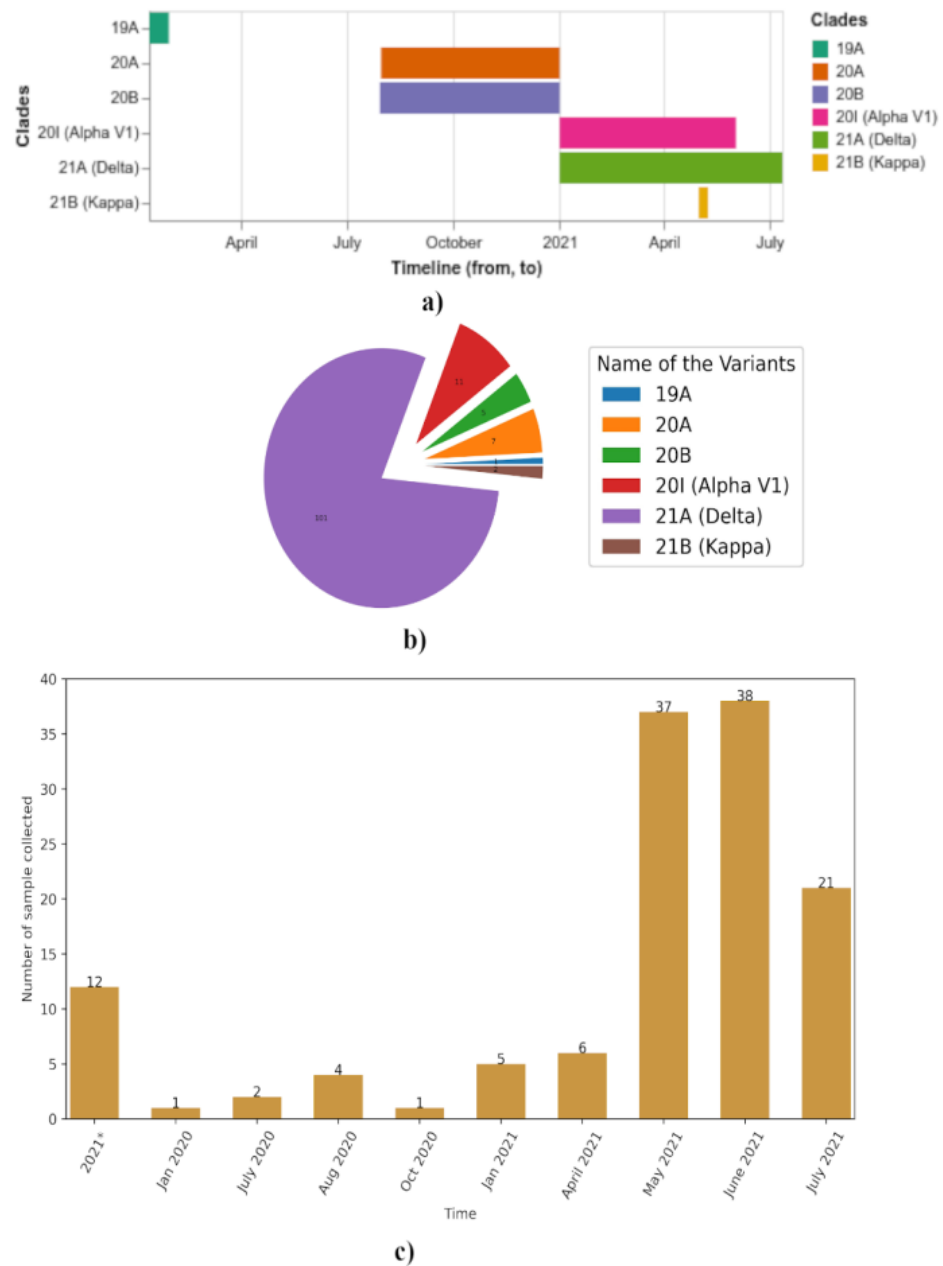 Clades
19A
20A
20B
20I (Alpha V1)
21A (Delta)
21B (Kappa)
April
July
October
2021
April
July
Timeline (from, to)
Clades
19A
20A
20B
20I (Alpha V1)
21A (Delta)
21B (Kappa)
a)
11
5
7
1
2
101
Name of the Variants
19A
20A
20B
20I (Alpha V1)
21A (Delta)
21B (Kappa)
b)
Number of sample collected
40
35
30
25
20
15
10
5
0
12
1
2
4
1
5
6
37
38
21
2021*
Jan 2020
July 2020
Aug 2020
Oct 2020
Jan 2021
April 2021
May 2021
June 2021
July 2021
Time
c)